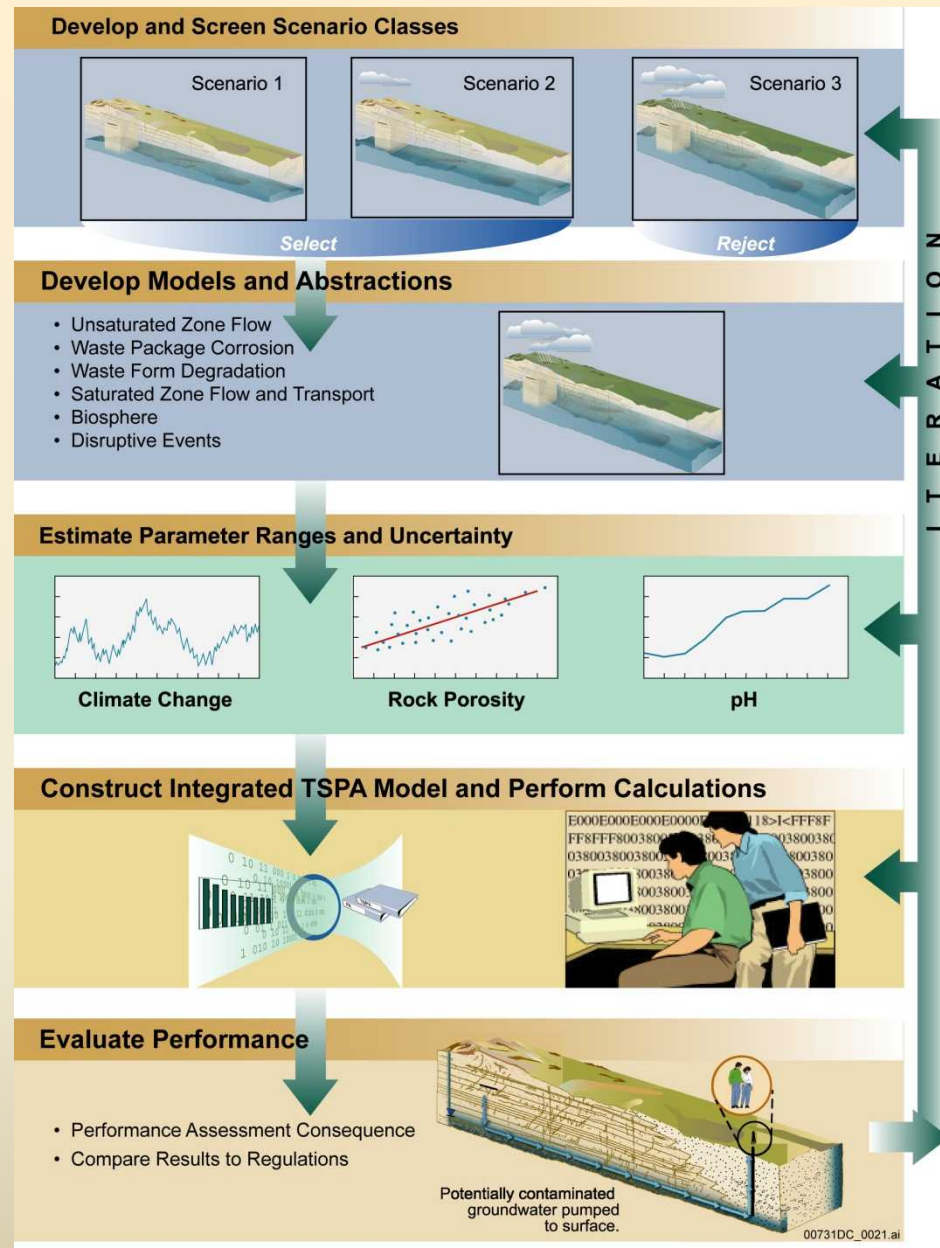 Develop and Screen Scenario Classes
Scenario 1
Scenario 2
Scenario 3
Select
Reject
Develop Models and Abstractions
• Unsaturated Zone Flow
• Waste Package Corrosion
• Waste Form Degradation
• Saturated Zone Flow and Transport
• Biosphere
• Disruptive Events
Estimate Parameter Ranges and Uncertainty
Climate Change
Rock Porosity
pH
Construct Integrated TSPA Model and Perform Calculations
Evaluate Performance
• Performance Assessment Consequence
• Compare Results to Regulations
Potentially contaminated
groundwater pumped
to surface.
00731DC_0021.ai
ITERATION